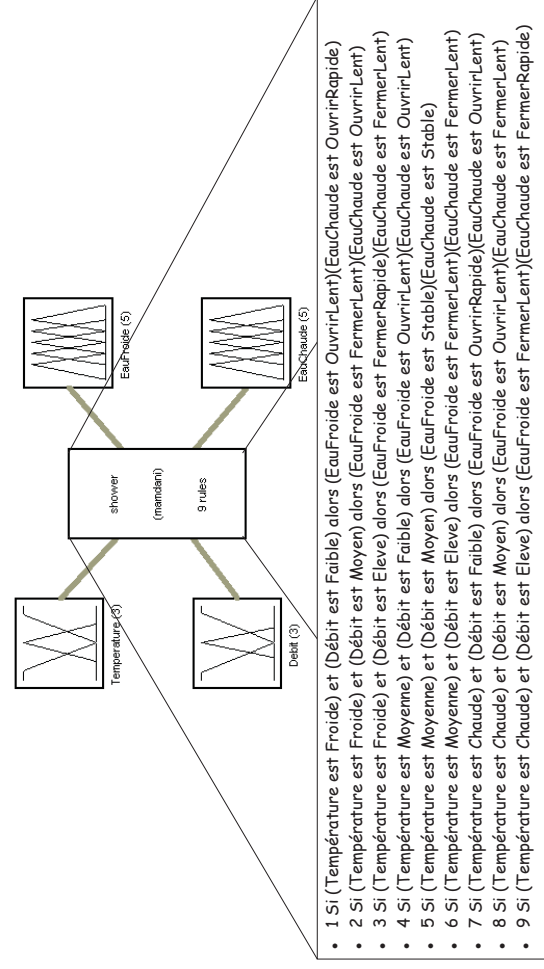 Temperature (3)
Debit (3)
shower
(mamdani)
9 rules
EauFroide (5)
EauChaude (5)
• 1 Si (Température est Froide) et (Débit est Faible) alors (EauFroide est OuvrirLent)(EauChaude est OuvrirRapide)
• 2 Si (Température est Froide) et (Débit est Moyen) alors (EauFroide est FermerLent)(EauChaude est OuvrirLent)
• 3 Si (Température est Froide) et (Débit est Eleve) alors (EauFroide est FermerRapide)(EauChaude est FermerLent)
• 4 Si (Température est Moyenne) et (Débit est Faible) alors (EauFroide est OuvrirLent)(EauChaude est OuvrirLent)
• 5 Si (Température est Moyenne) et (Débit est Moyen) alors (EauFroide est Stable)(EauChaude est Stable)
• 6 Si (Température est Moyenne) et (Débit est Eleve) alors (EauFroide est FermerLent)(EauChaude est FermerLent)
• 7 Si (Température est Chaude) et (Débit est Faible) alors (EauFroide est OuvrirRapide)(EauChaude est OuvrirLent)
• 8 Si (Température est Chaude) et (Débit est Moyen) alors (EauFroide est OuvrirLent)(EauChaude est FermerLent)
• 9 Si (Température est Chaude) et (Débit est Eleve) alors (EauFroide est FermerLent)(EauChaude est FermerRapide)